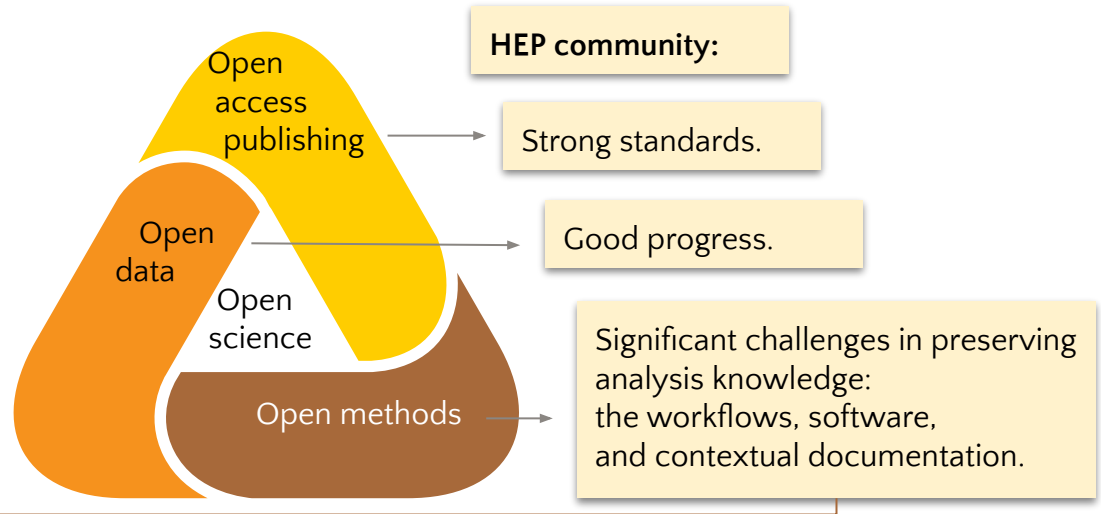 HEP community:
Open
access
publishing
Strong standards.
Open
data
Good progress.
Open
science
Open methods
Significant challenges in preserving
analysis knowledge:
the workflows, software,
and contextual documentation.